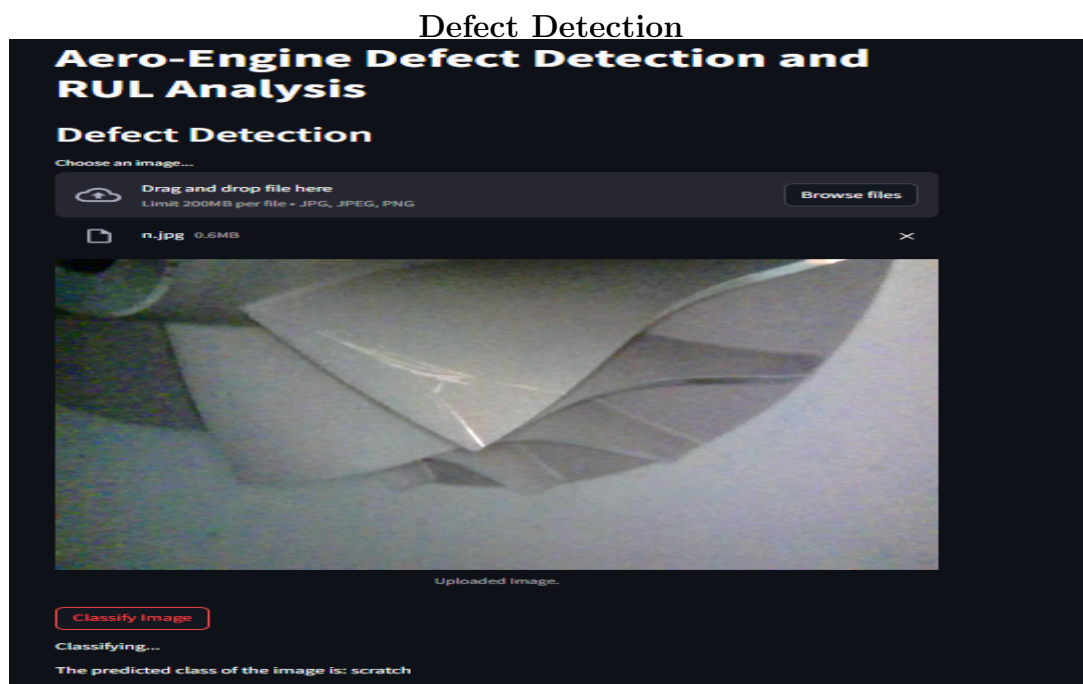 Defect Detection
Aero-Engine Defect Detection and
RUL Analysis
Defect Detection
Choose an image...
Drag and drop file here
Limit 200MB per file • JPG, JPEG, PNG
Browse files
n.jpg 0.6MB
Uploaded Image.
Classify Image
Classifying...
The predicted class of the image is: scratch